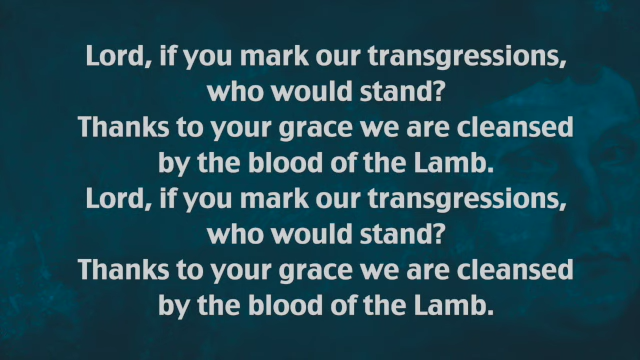 Lord, if you mark our transgressions,
who would stand?
Thanks to your grace we are cleansed
by the blood of the Lamb.
Lord, if you mark our transgressions,
who would stand?
Thanks to your grace we are cleansed
by the blood of the Lamb.